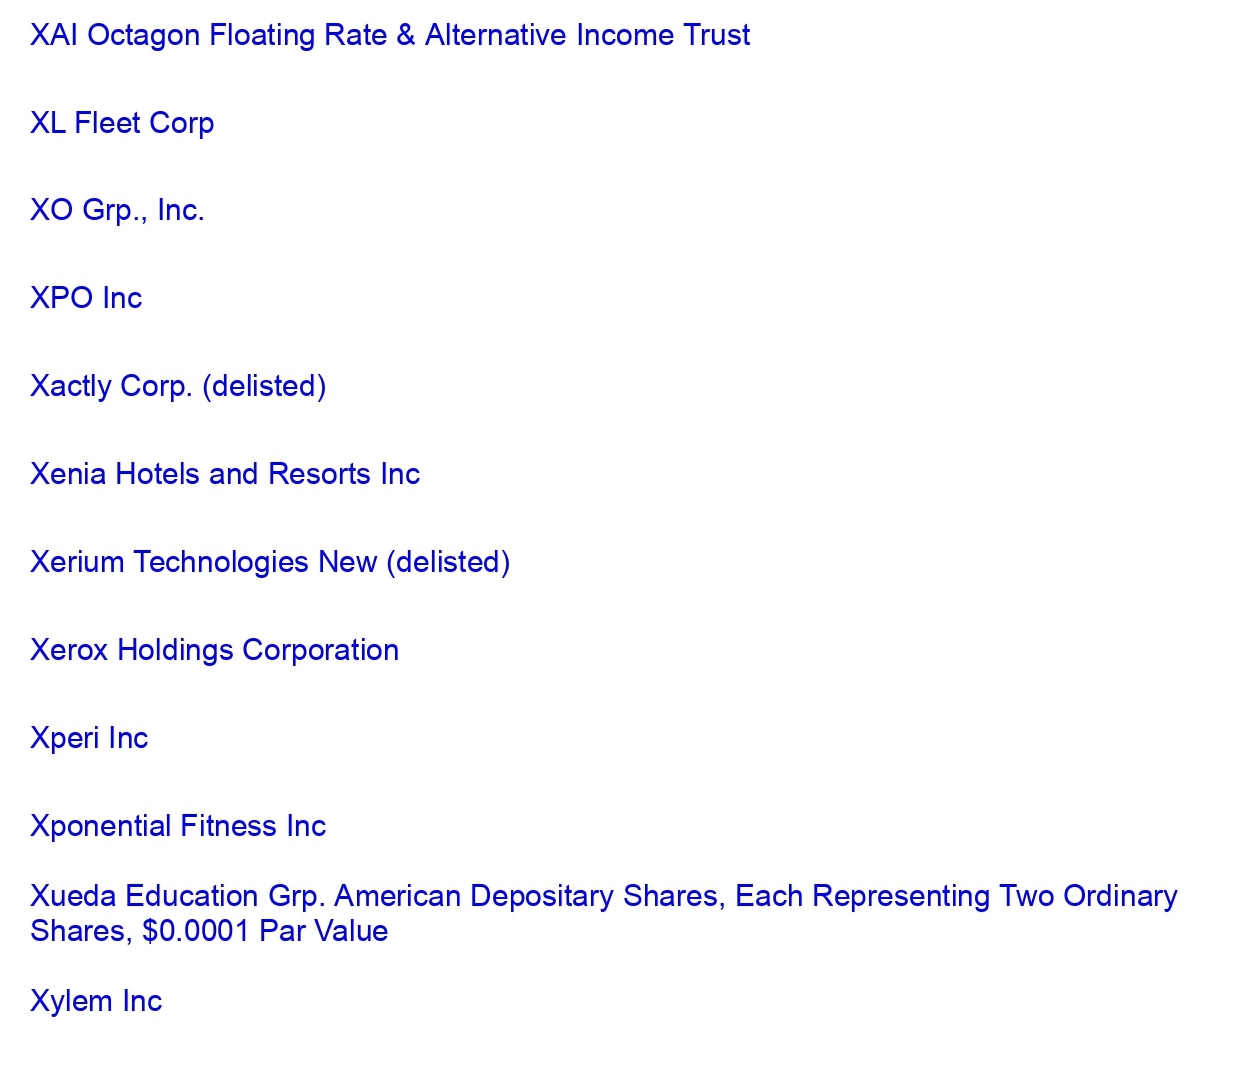 XAI Octagon Floating Rate & Alternative Income Trust
XL Fleet Corp
XO Grp., Inc.
XPO Inc
Xactly Corp. (delisted)
Xenia Hotels and Resorts Inc
Xerium Technologies New (delisted)
Xerox Holdings Corporation
Xperi Inc
Xponential Fitness Inc
Xueda Education Grp. American Depositary Shares, Each Representing Two Ordinary
Shares, $0.0001 Par Value
Xylem Inc